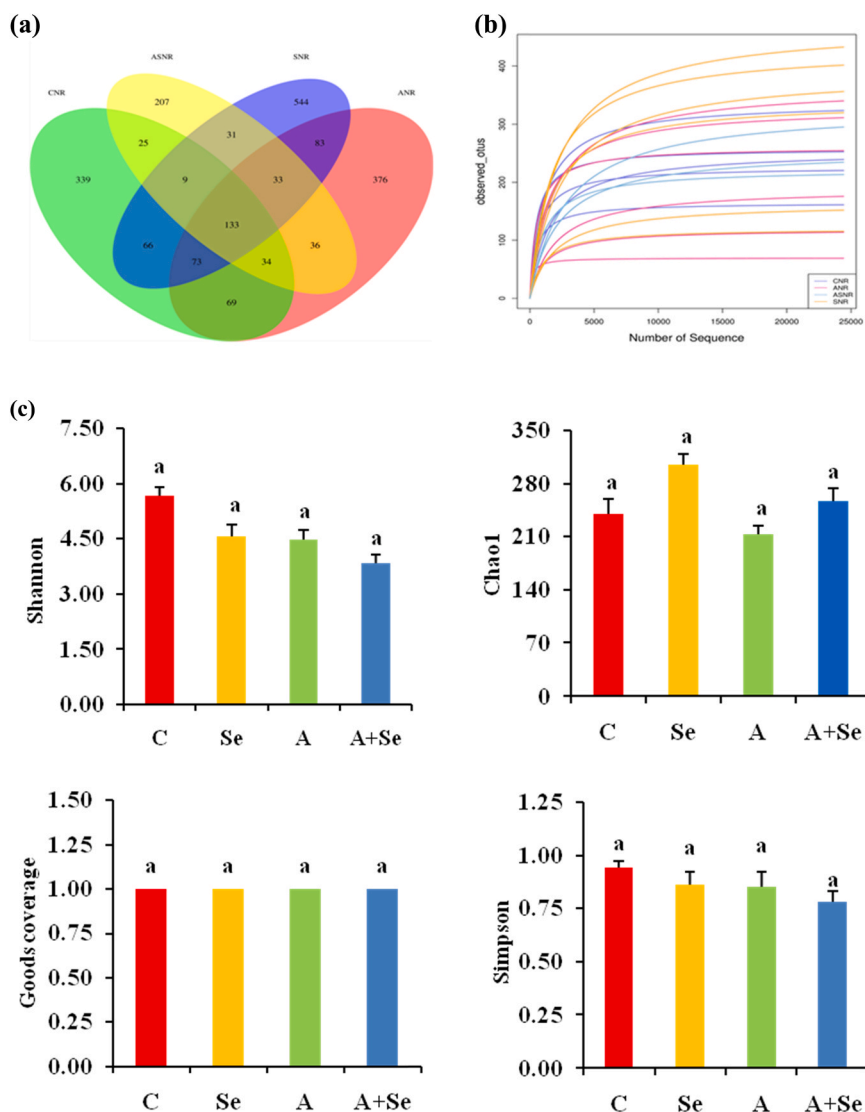 (a)
ASNR
SNR
CNR
ANR
207
544
31
25
83
339
9
33
376
133
66
36
73
34
69
(b)
observed_otus
400
300
200
100
0
CNR
ANR
ASNR
SNR
0
5000
10000
15000
20000
25000
Number of Sequence
(c)
Shannon
7.50
6.00
4.50
3.00
1.50
0.00
a
a
a
a
C
Se
A
A+Se
Chao1
350
280
210
140
70
0
a
a
a
a
C
Se
A
A+Se
Goods coverage
1.50
1.25
1.00
0.75
0.50
0.25
0.00
a
a
a
a
C
Se
A
A+Se
Simpson
1.25
1.00
0.75
0.50
0.25
0.00
a
a
a
a
C
Se
A
A+Se